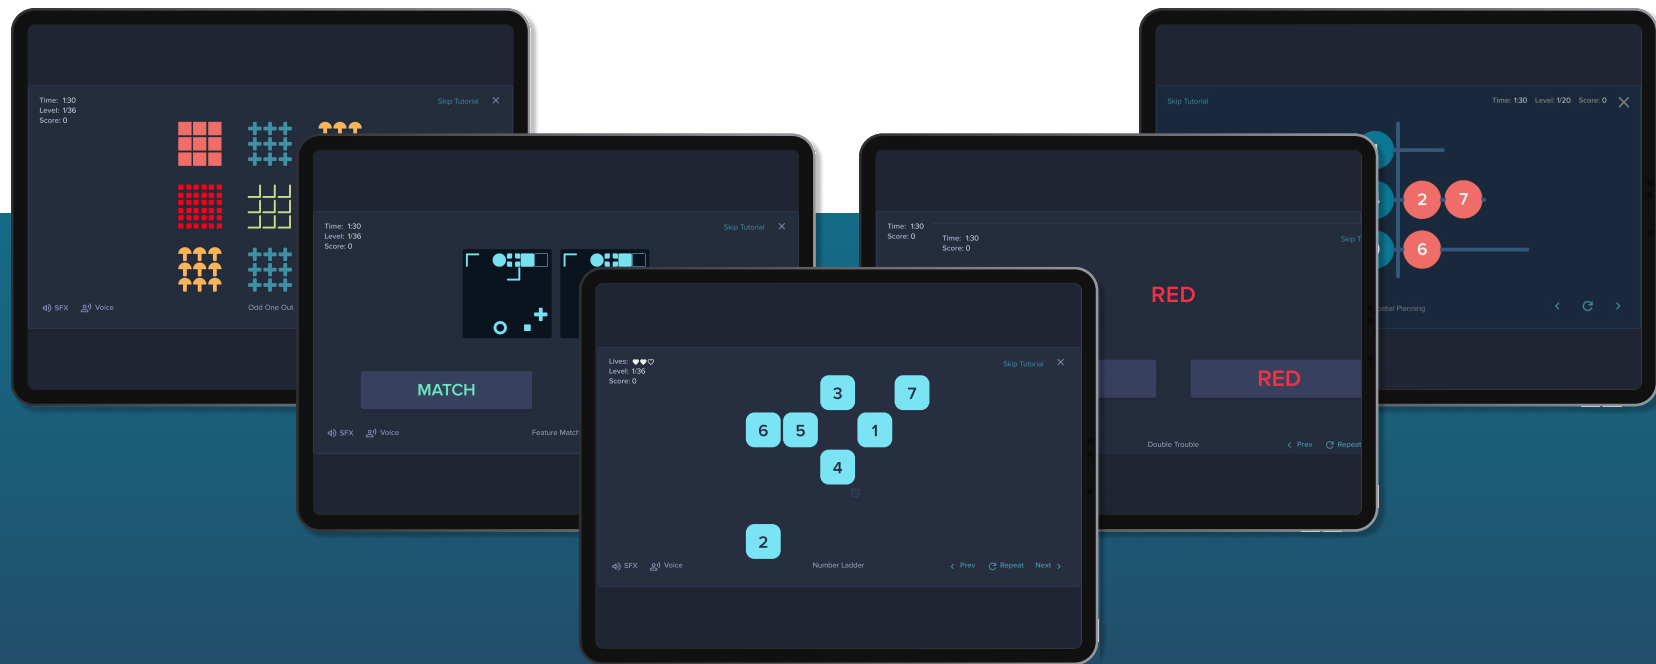 Time: 1:30
Level: 1/36
Score: 0
Skip Tutorial
SFX
Voice
Odd One Out
Time: 1:30
Level: 1/36
Score: 0
Skip Tutorial
MATCH
SFX
Voice
Feature Match
Lives:
Level: 1/36
Score: 0
Skip Tutorial
3
7
6
5
1
4
2
SFX
Voice
Number Ladder
Prev
Repeat
Next
Time: 1:30
Score: 0
Time: 1:30
Score: 0
Skip T
RED
RED
Double Trouble
Prev
Repeat
Skip Tutorial
Time: 1:30 Level: 1/20 Score: 0
2
7
6
Planning